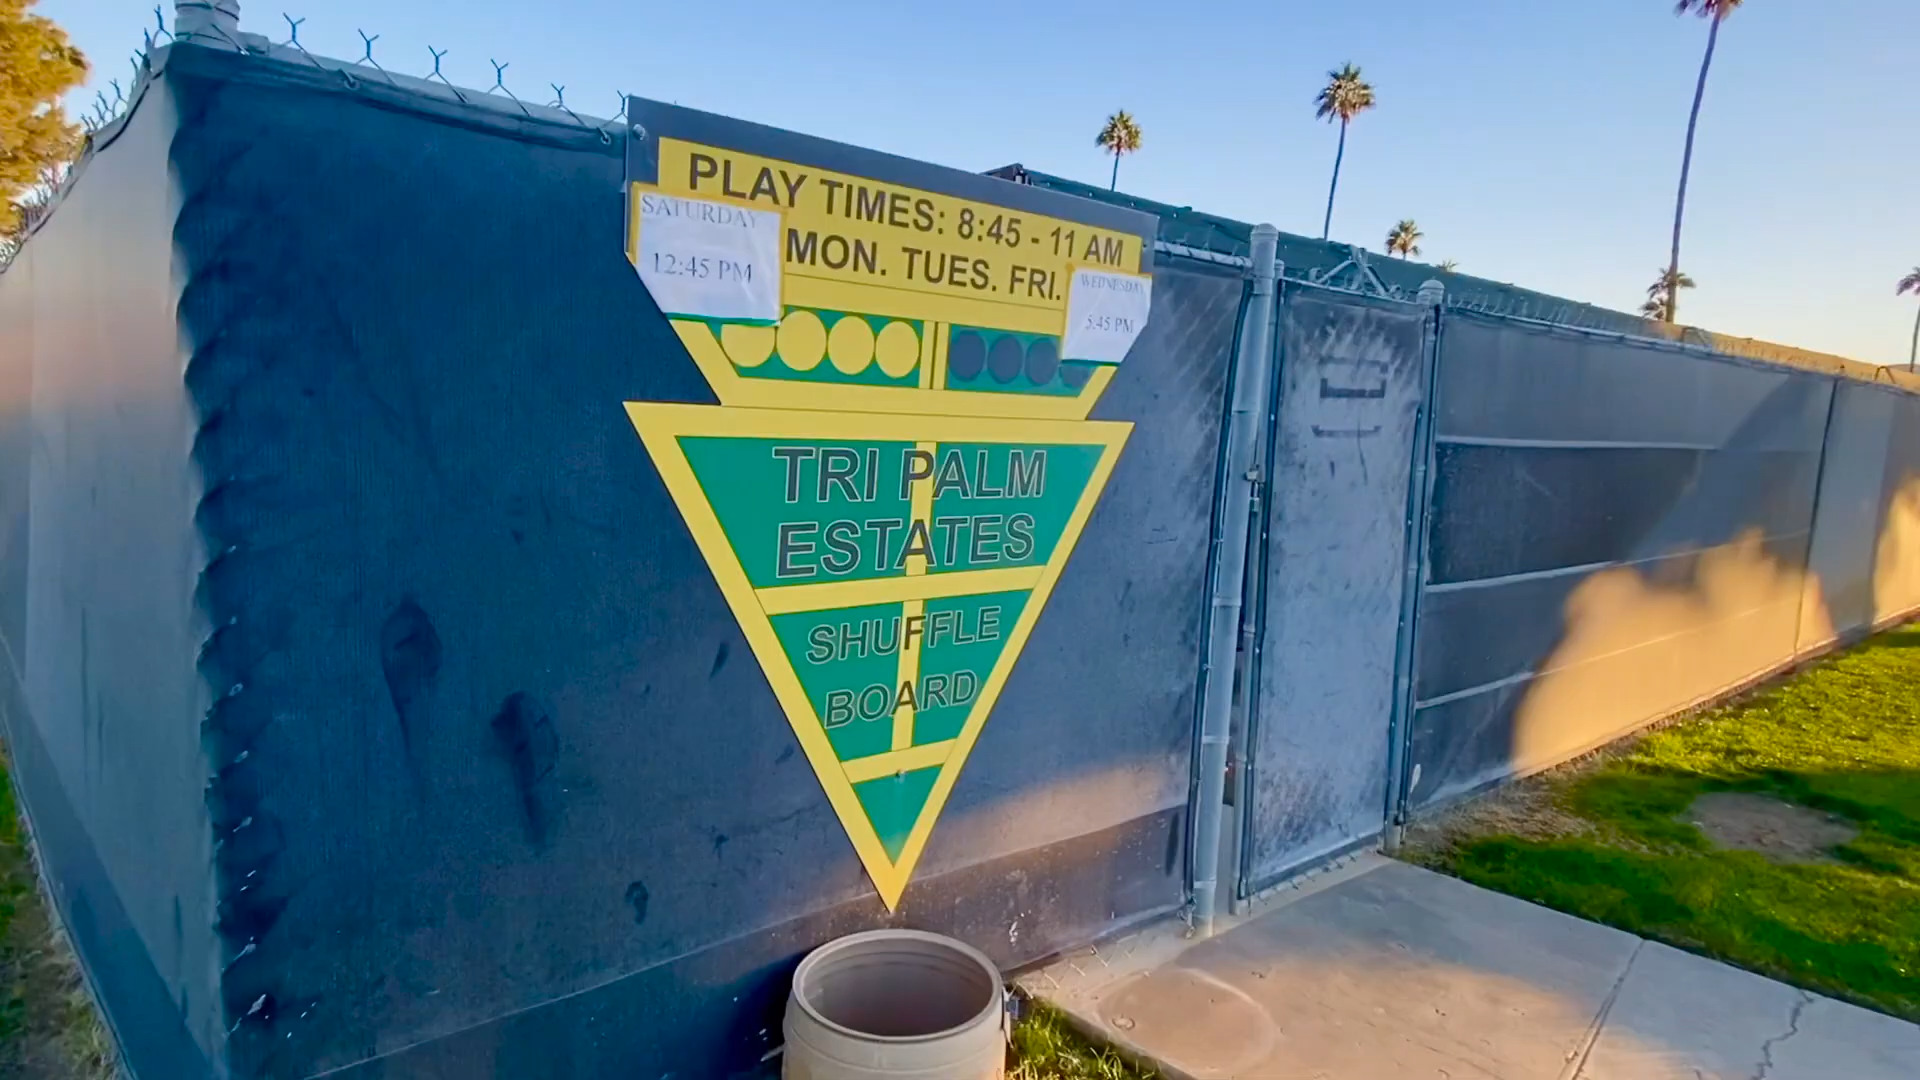 PLAY TIMES: 8:45 - 11 AM
MON. TUES. FRI.
SATURDAY
12:45 PM
WEDNESDAY
5:45 PM
TRI PALM
ESTATES
SHUFFLE
BOARD